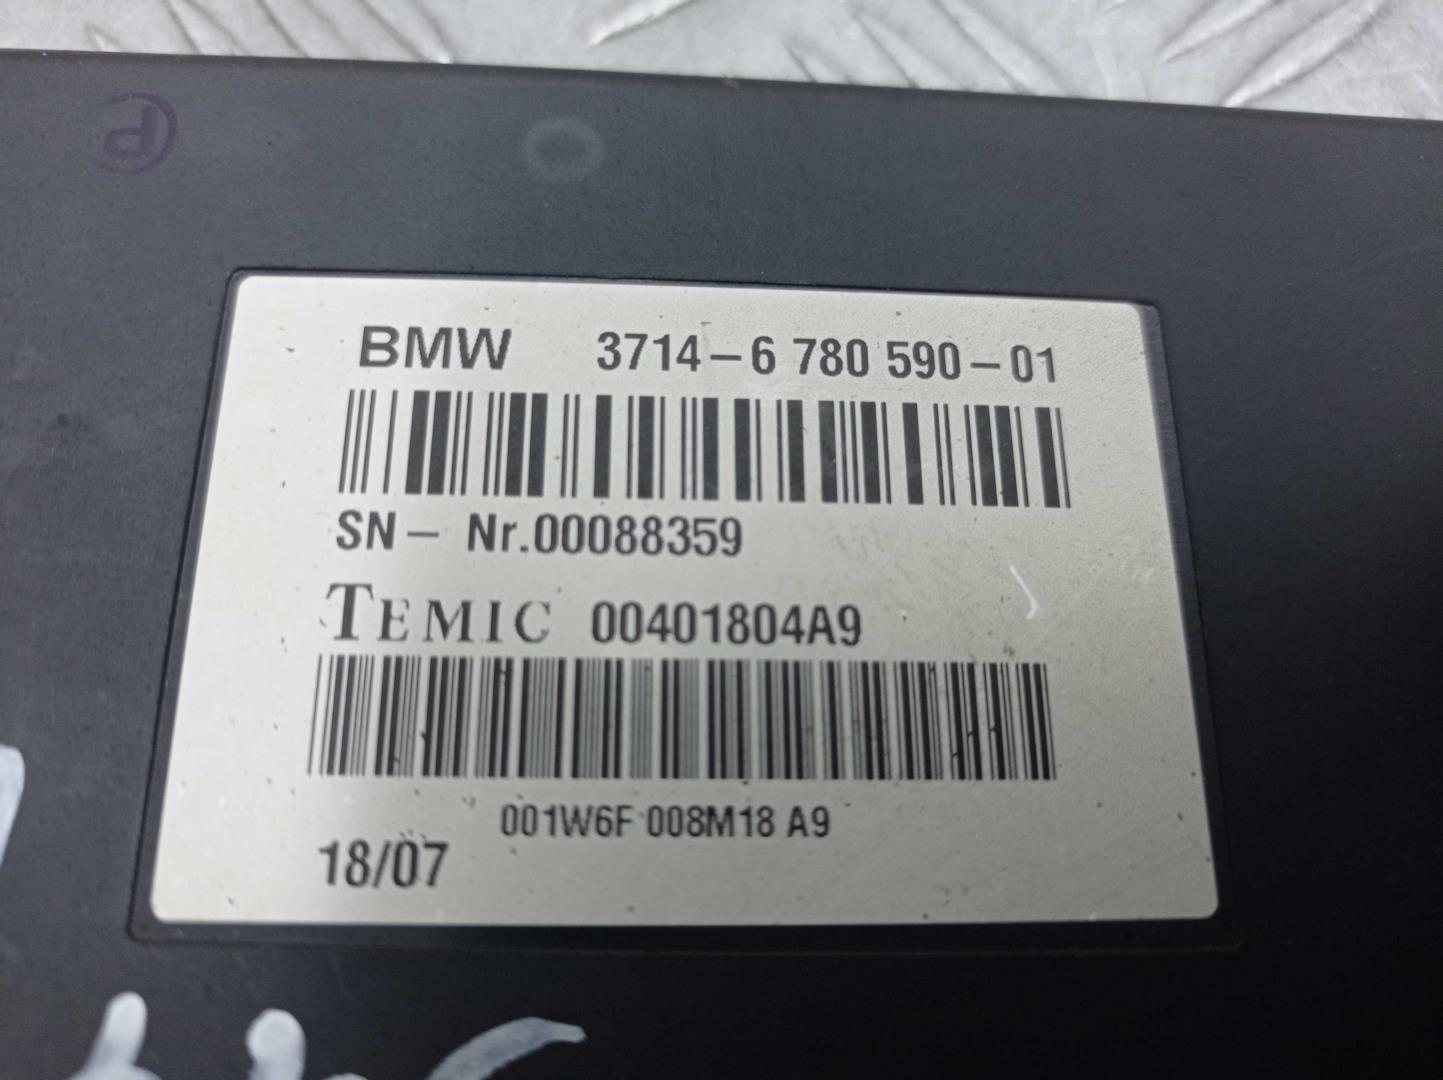 P
BMW 3714-6 780 590-01
SN- Nr.00088359
TEMIC 00401804A9
001W6F 008M18 A9
18/07